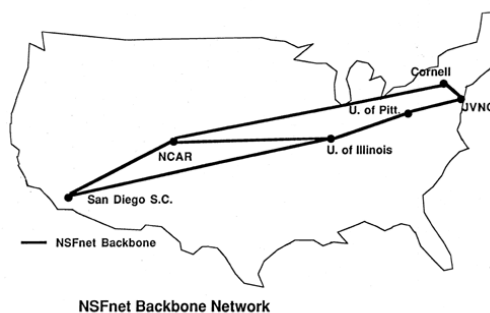 Cornell
U. of Pitt.
JVNC
NCAR
U. of Illinois
San Diego S.C.
NSFnet Backbone
NSFnet Backbone Network